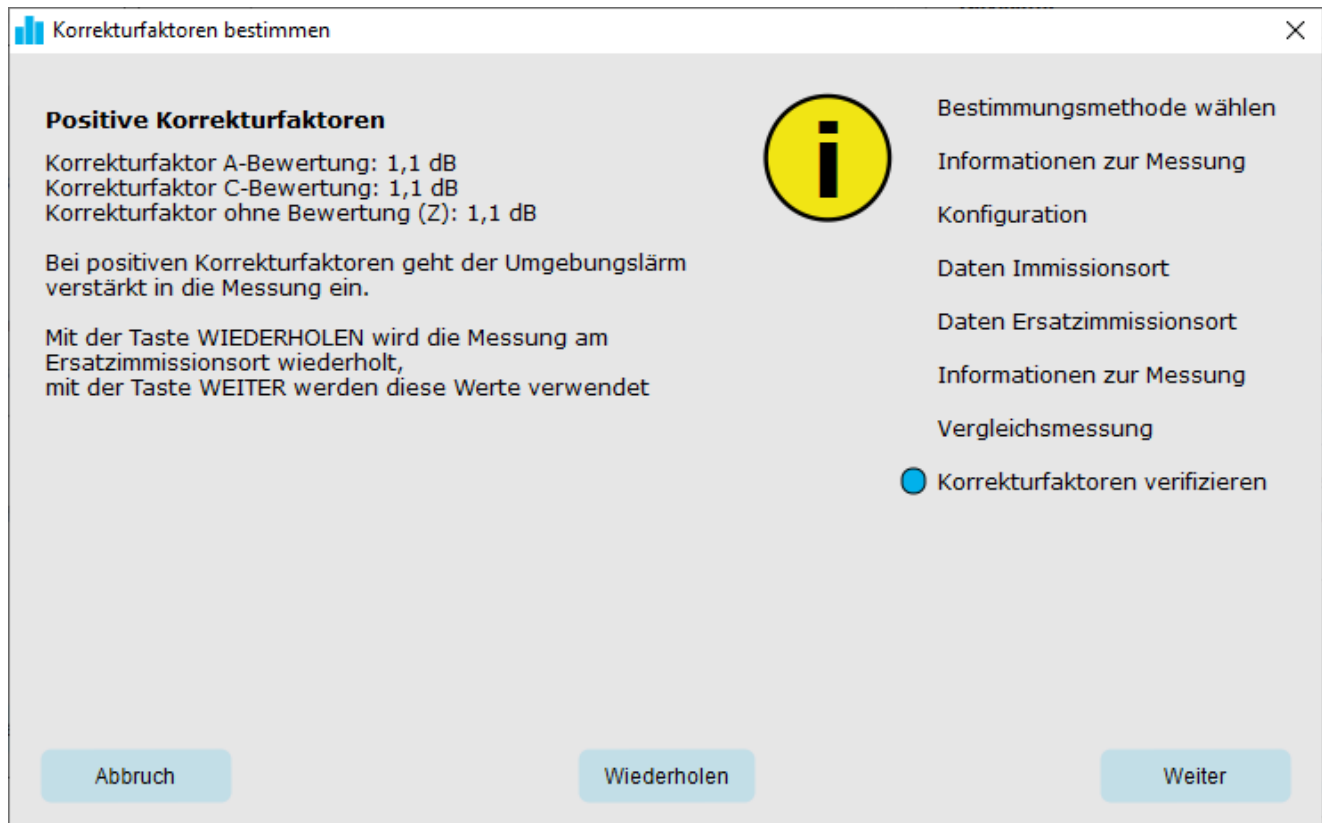 Korrekturfaktoren bestimmen
Positive Korrekturfaktoren
Korrekturfaktor A-Bewertung: 1,1 dB
Korrekturfaktor C-Bewertung: 1,1 dB
Korrekturfaktor ohne Bewertung (Z): 1,1 dB
Bei positiven Korrekturfaktoren geht der Umgebungslärm
verstärkt in die Messung ein.
Mit der Taste WIEDERHOLEN wird die Messung am
Ersatzimmissionsort wiederholt,
mit der Taste WEITER werden diese Werte verwendet
i
Bestimmungsmethode wählen
Informationen zur Messung
Konfiguration
Daten Immissionsort
Daten Ersatzimmissionsort
Informationen zur Messung
Vergleichsmessung
Korrekturfaktoren verifizieren
Abbruch
Wiederholen
Weiter